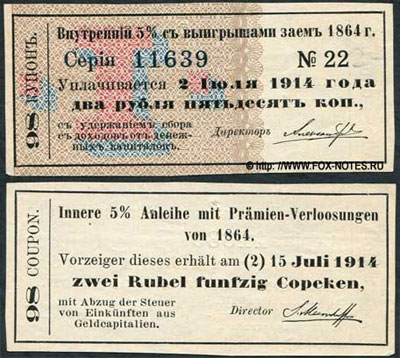 98 КУПОНЪ.
Внутренній 5% съ выигрышами заемъ 1864 г.
Серія 11639 № 22
Уплачивается 2 Іюля 1914 года
два рубля пятьдесятъ коп.,
съ удержаніемъ сбора
съ доходовъ отъ денеж-
ныхъ капиталовъ.
Директоръ
© http://www.FOX-NOTES.RU
98 COUPON.
Innere 5% Anleihe mit Prämien-Verloosungen
von 1864.
Vorzeiger dieses erhält am (2) 15 Juli 1914
zwei Rubel funfzig Copeken,
mit Abzug der Steuer
von Einkünften aus
Geldcapitalen.
Director